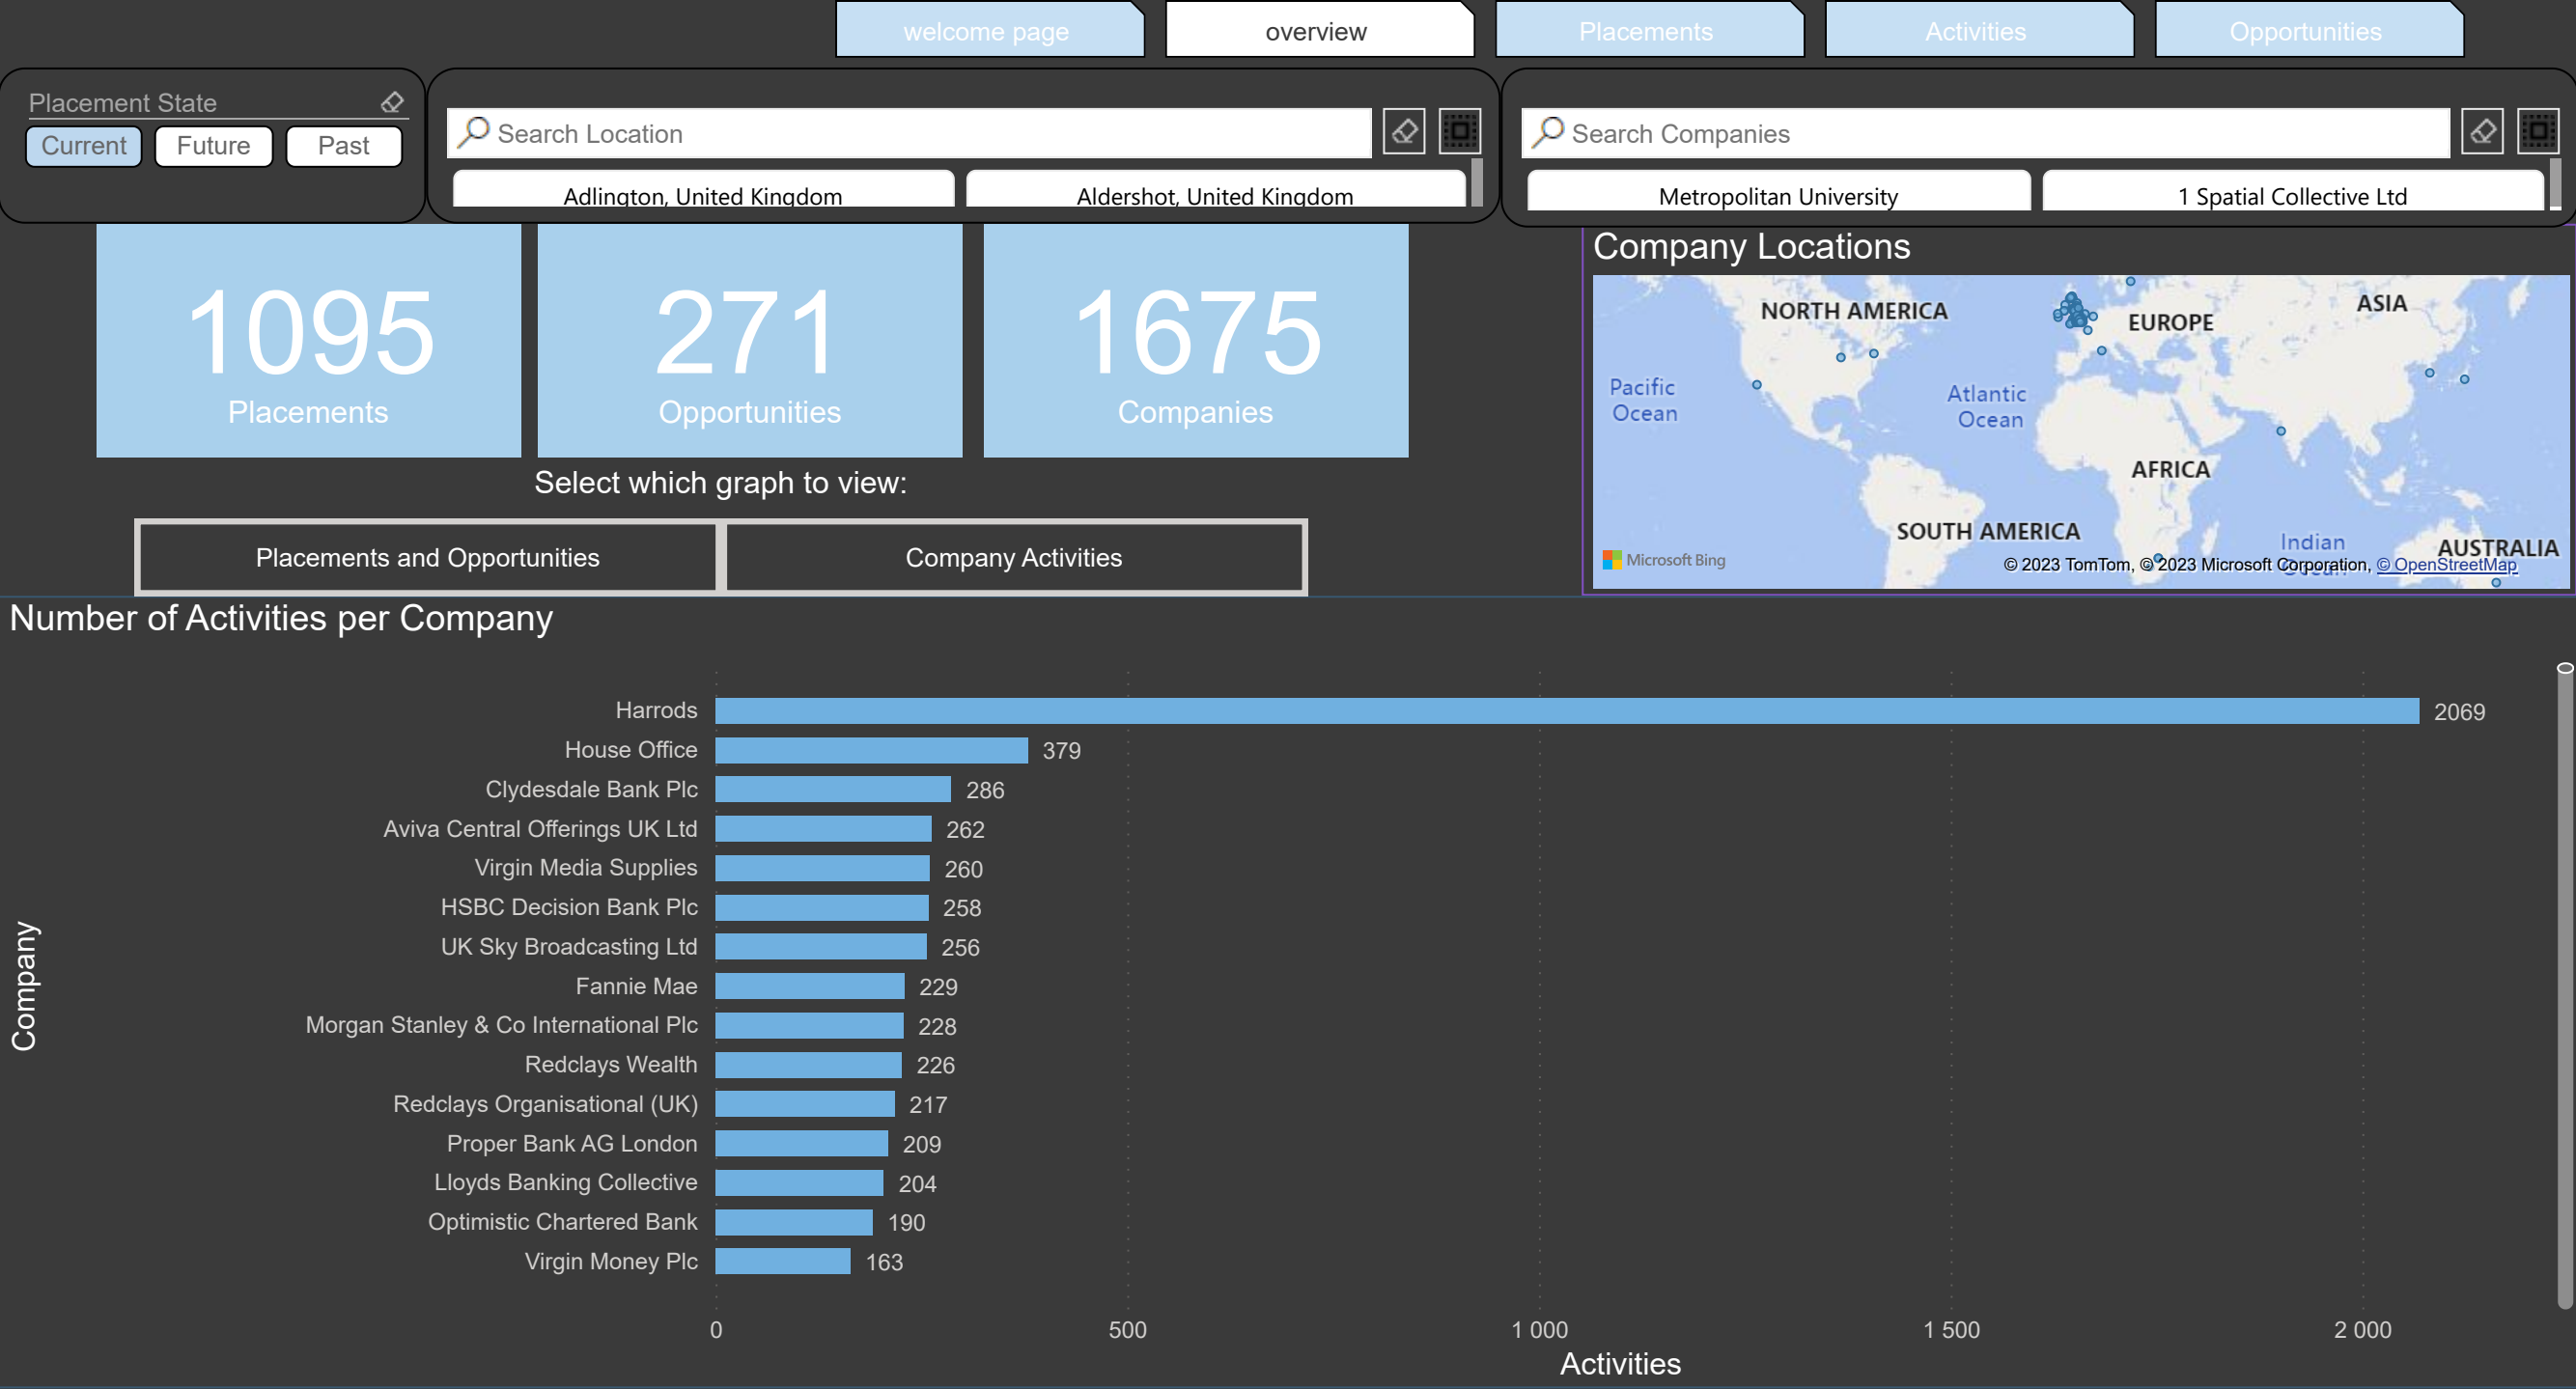 welcome page
overview
Placements
Activities
Opportunities
Placement State
Current
Future
Past
Search Location
Adlington, United Kingdom
Aldershot, United Kingdom
Search Companies
Metropolitan University
1 Spatial Collective Ltd
1095
Placements
271
Opportunities
1675
Companies
Select which graph to view:
Placements and Opportunities
Company Activities
Company Locations
NORTH AMERICA
EUROPE
ASIA
Pacific
Ocean
Atlantic
Ocean
AFRICA
SOUTH AMERICA
Indian
Ocean
AUSTRALIA
Microsoft Bing
© 2023 TomTom, © 2023 Microsoft Corporation, © OpenStreetMap
Number of Activities per Company
Company
Harrods 2069
House Office 379
Clydesdale Bank Plc 286
Aviva Central Offerings UK Ltd 262
Virgin Media Supplies 260
HSBC Decision Bank Plc 258
UK Sky Broadcasting Ltd 256
Fannie Mae 229
Morgan Stanley & Co International Plc 228
Redclays Wealth 226
Redclays Organisational (UK) 217
Proper Bank AG London 209
Lloyds Banking Collective 204
Optimistic Chartered Bank 190
Virgin Money Plc 163
0 500 1 000 1 500 2 000
Activities